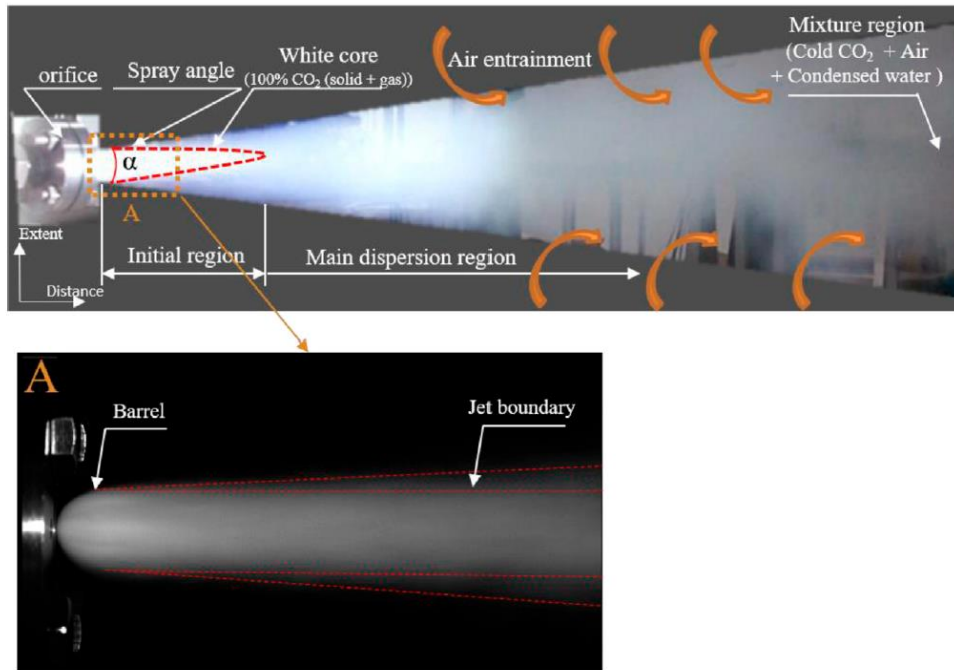 orifice
Spray angle
White core
(100% CO₂ (solid + gas))
Air entrainment
Mixture region
(Cold CO₂ + Air
+ Condensed water )
α
A
Extent
Distance
Initial region
Main dispersion region
A
Barrel
Jet boundary